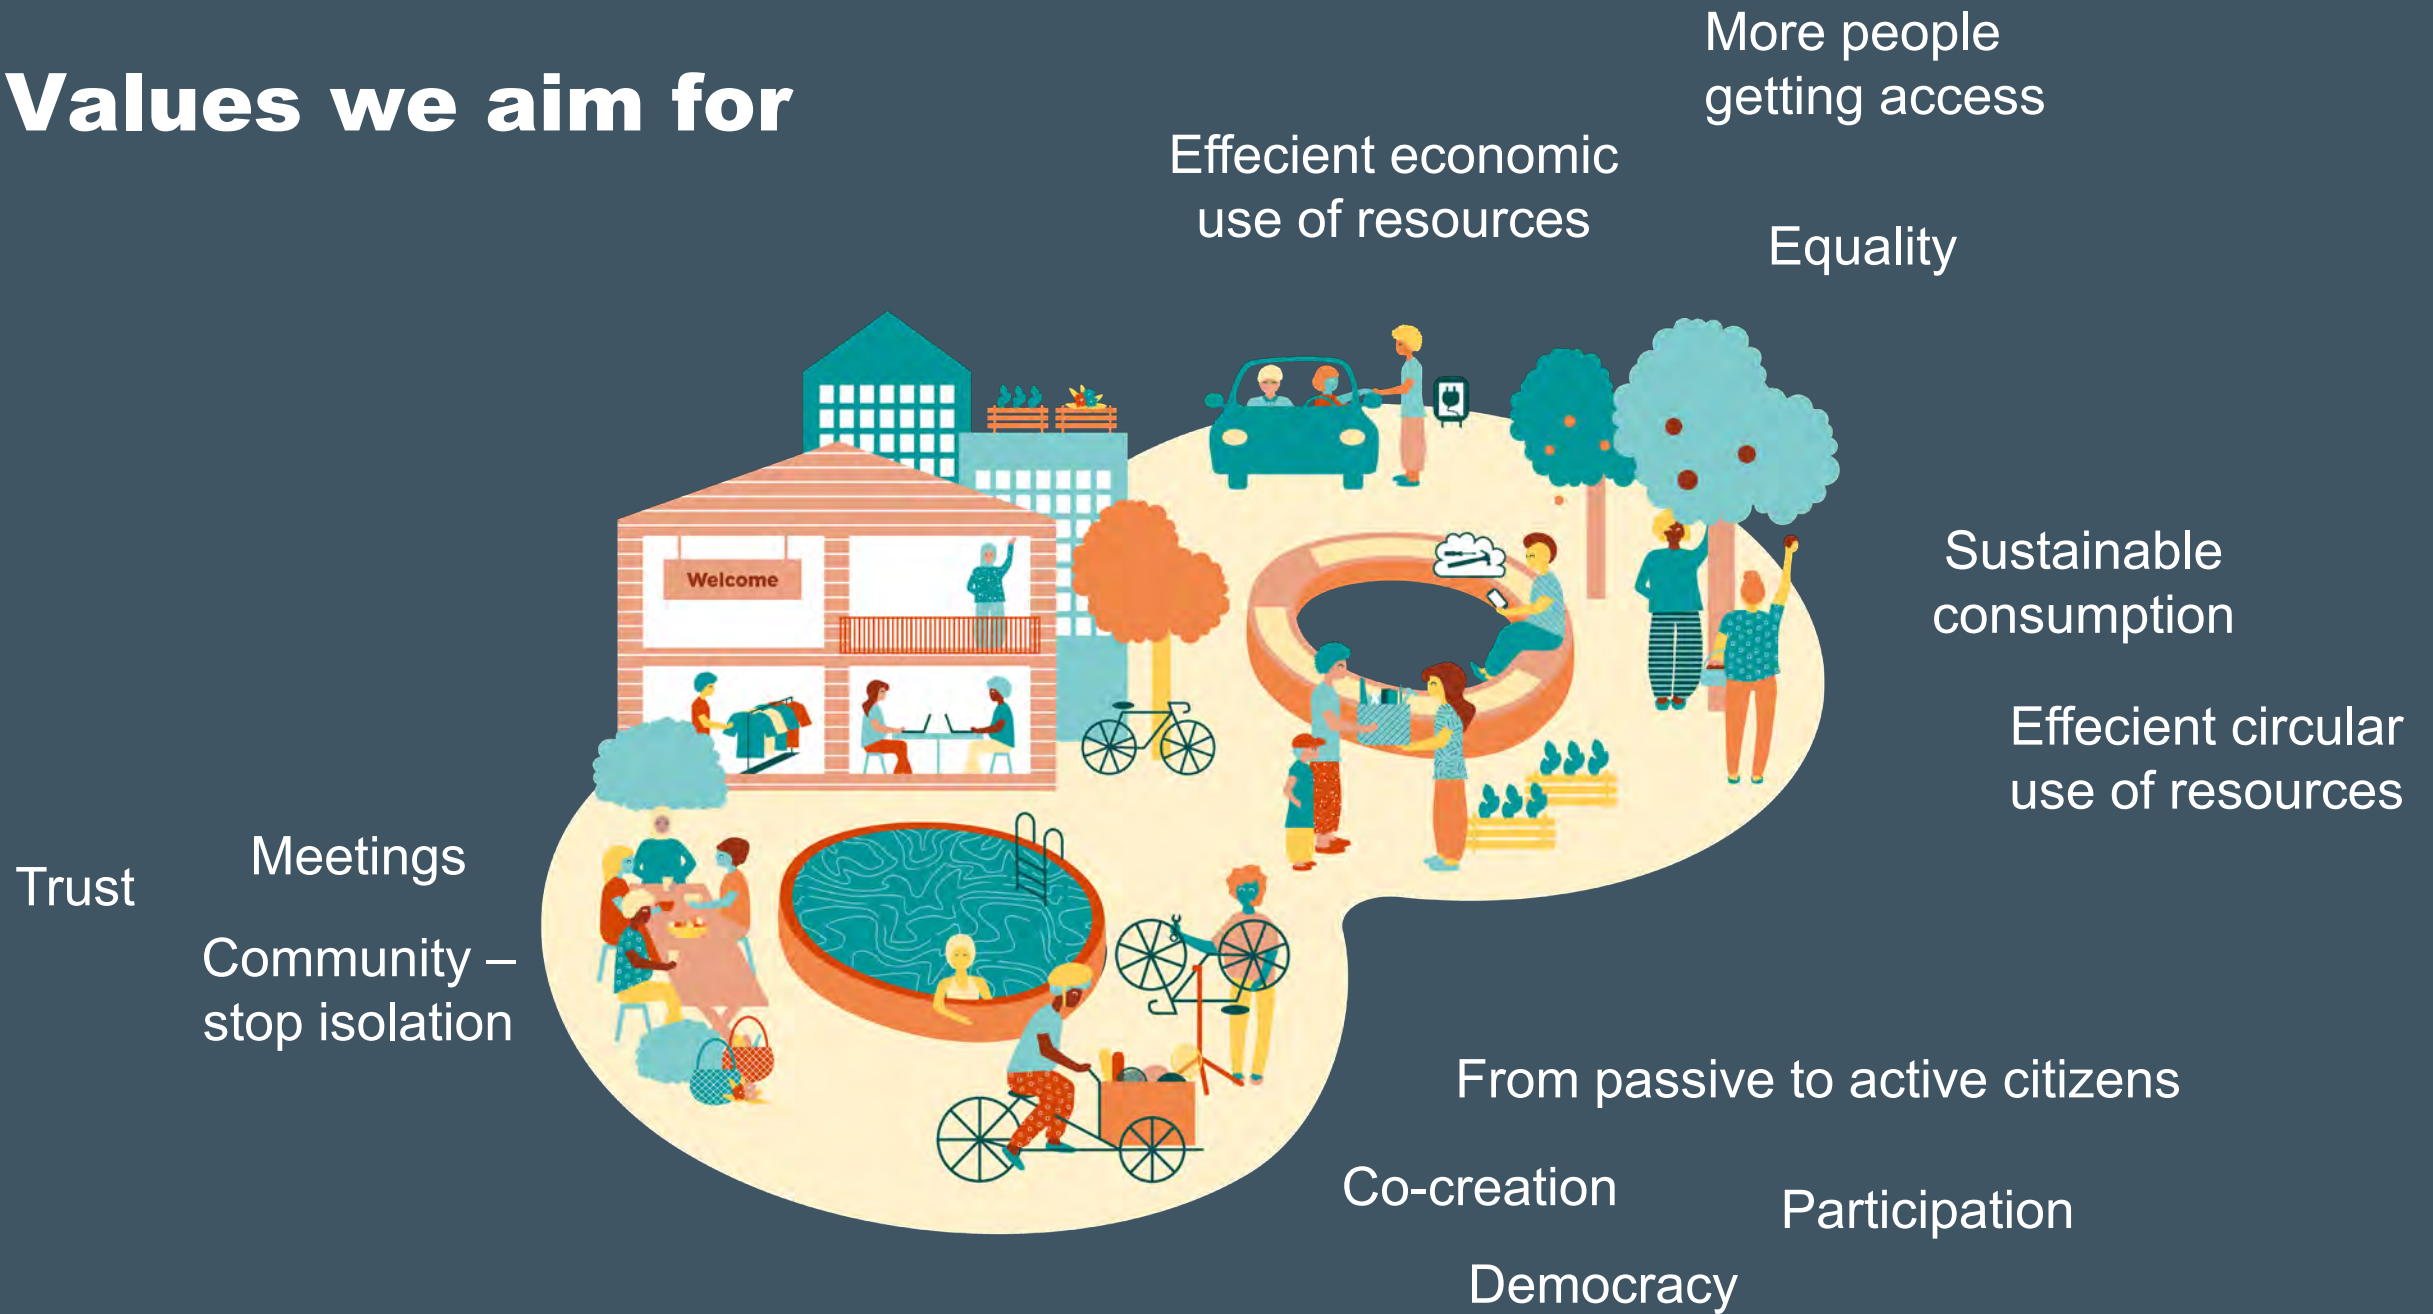 Values we aim for
More people
getting access
Effecient economic
use of resources
Equality
Welcome
Sustainable
consumption
Effecient circular
use of resources
Trust
Meetings
Community –
stop isolation
From passive to active citizens
Co-creation
Participation
Democracy